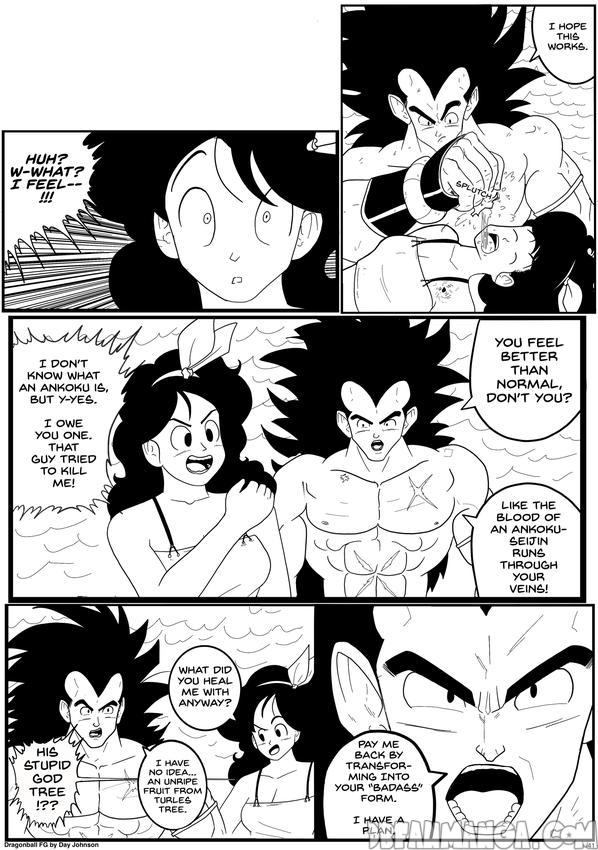 I HOPE
THIS
WORKS.
SPLUTCH
HUH?
W-WHAT?
I FEEL--
!!!
YOU FEEL
BETTER
THAN
NORMAL,
DON'T YOU?
I DON'T
KNOW WHAT
AN ANKOKU IS,
BUT Y-YES.
I OWE
YOU ONE.
THAT
GUY TRIED
TO KILL
ME!
LIKE THE
BLOOD OF
AN ANKOKU-
SEIJIN
RUNS
THROUGH
YOUR
VEINS!
WHAT DID
YOU HEAL
ME WITH
ANYWAY?
I HAVE
NO IDEA...
AN UNRIPE
FRUIT FROM
TURLES
TREE.
HIS
STUPID
GOD
TREE
!??
PAY ME
BACK BY
TRANSFOR-
MING INTO
YOUR "BADASS"
FORM.
I HAVE A
PLAN.
Dragonball FG by Day Johnson
DBFANMANGA.COM
41